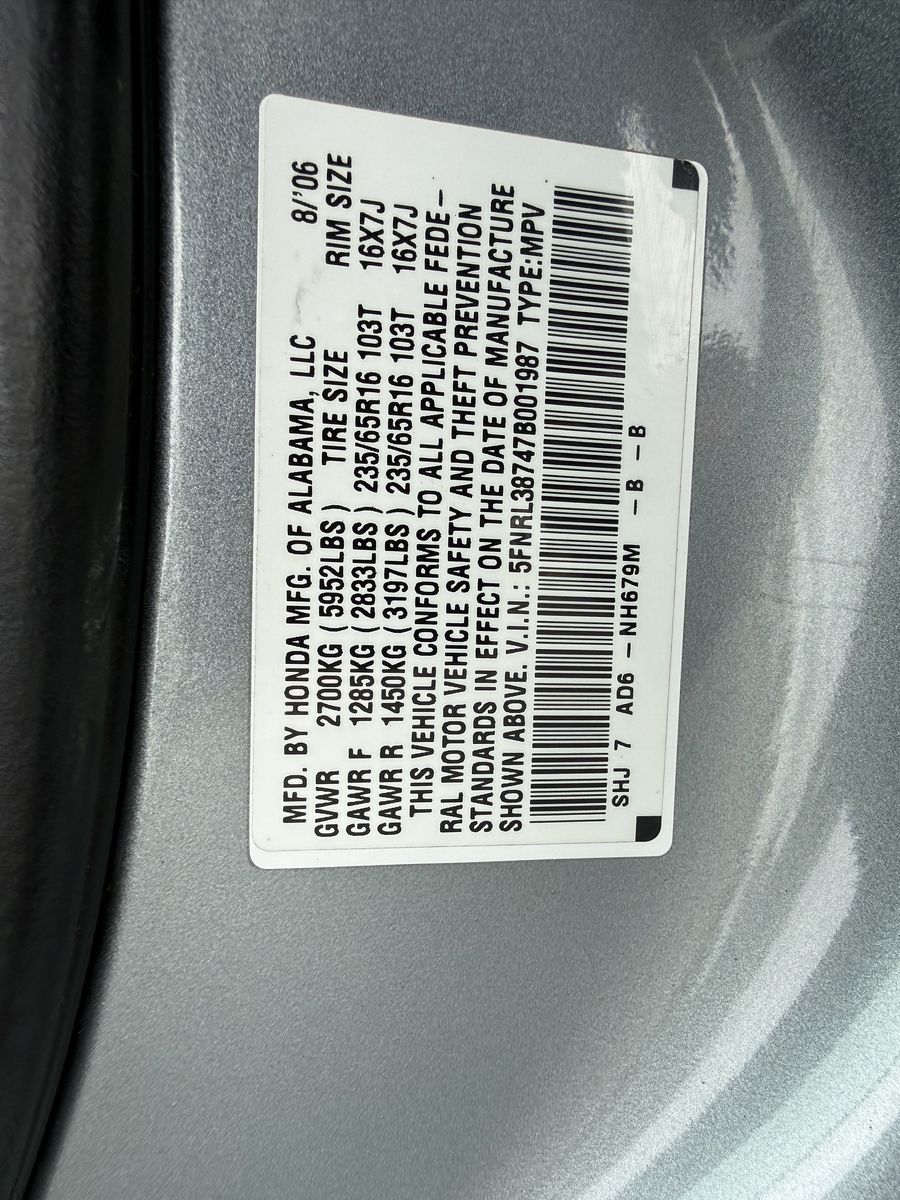 MFD. BY HONDA MFG. OF ALABAMA, LLC 8/'06
GVWR 2700KG (5952LBS) TIRE SIZE RIM SIZE
GAWR F 1285KG (2833LBS) 235/65R16 103T 16X7J
GAWR R 1450KG (3197LBS) 235/65R16 103T 16X7J
THIS VEHICLE CONFORMS TO ALL APPLICABLE FEDE-
RAL MOTOR VEHICLE SAFETY AND THEFT PREVENTION
STANDARDS IN EFFECT ON THE DATE OF MANUFACTURE
SHOWN ABOVE. V.I.N.: 5FNRL38747B001987 TYPE:MPV
SHJ 7 AD6 - NH679M - B - B